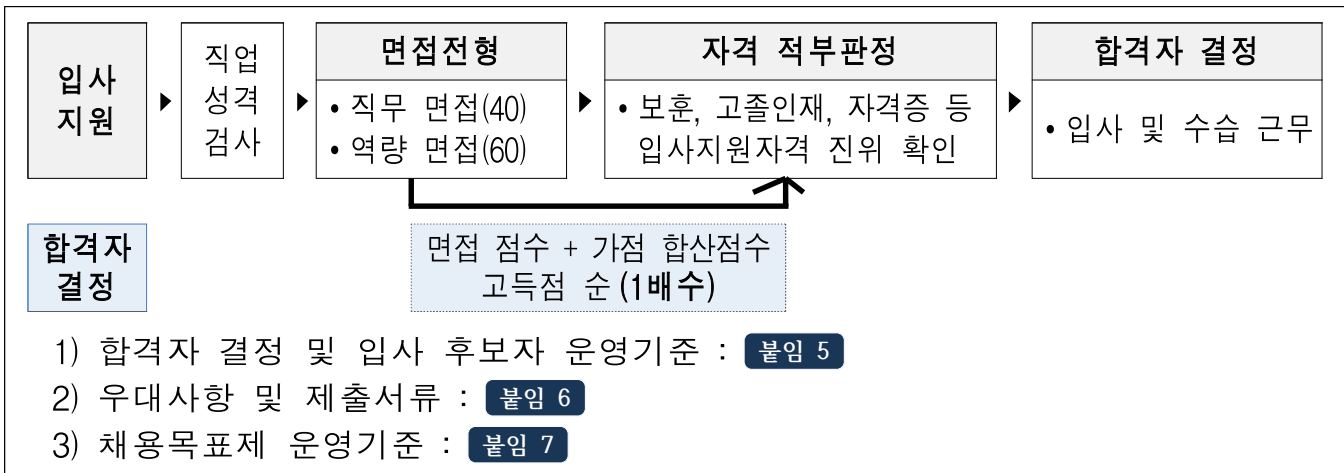 입사
지원
▶
직업
성격
검사
▶
면접전형
• 직무 면접(40)
• 역량 면접(60)
▶
자격 적부판정
• 보훈, 고졸인재, 자격증 등
입사지원자격 진위 확인
▶
합격자 결정
• 입사 및 수습 근무
합격자
결정
면접 점수 + 가점 합산점수
고득점 순 (1배수)
1) 합격자 결정 및 입사 후보자 운영기준 : 붙임 5
2) 우대사항 및 제출서류 : 붙임 6
3) 채용목표제 운영기준 : 붙임 7